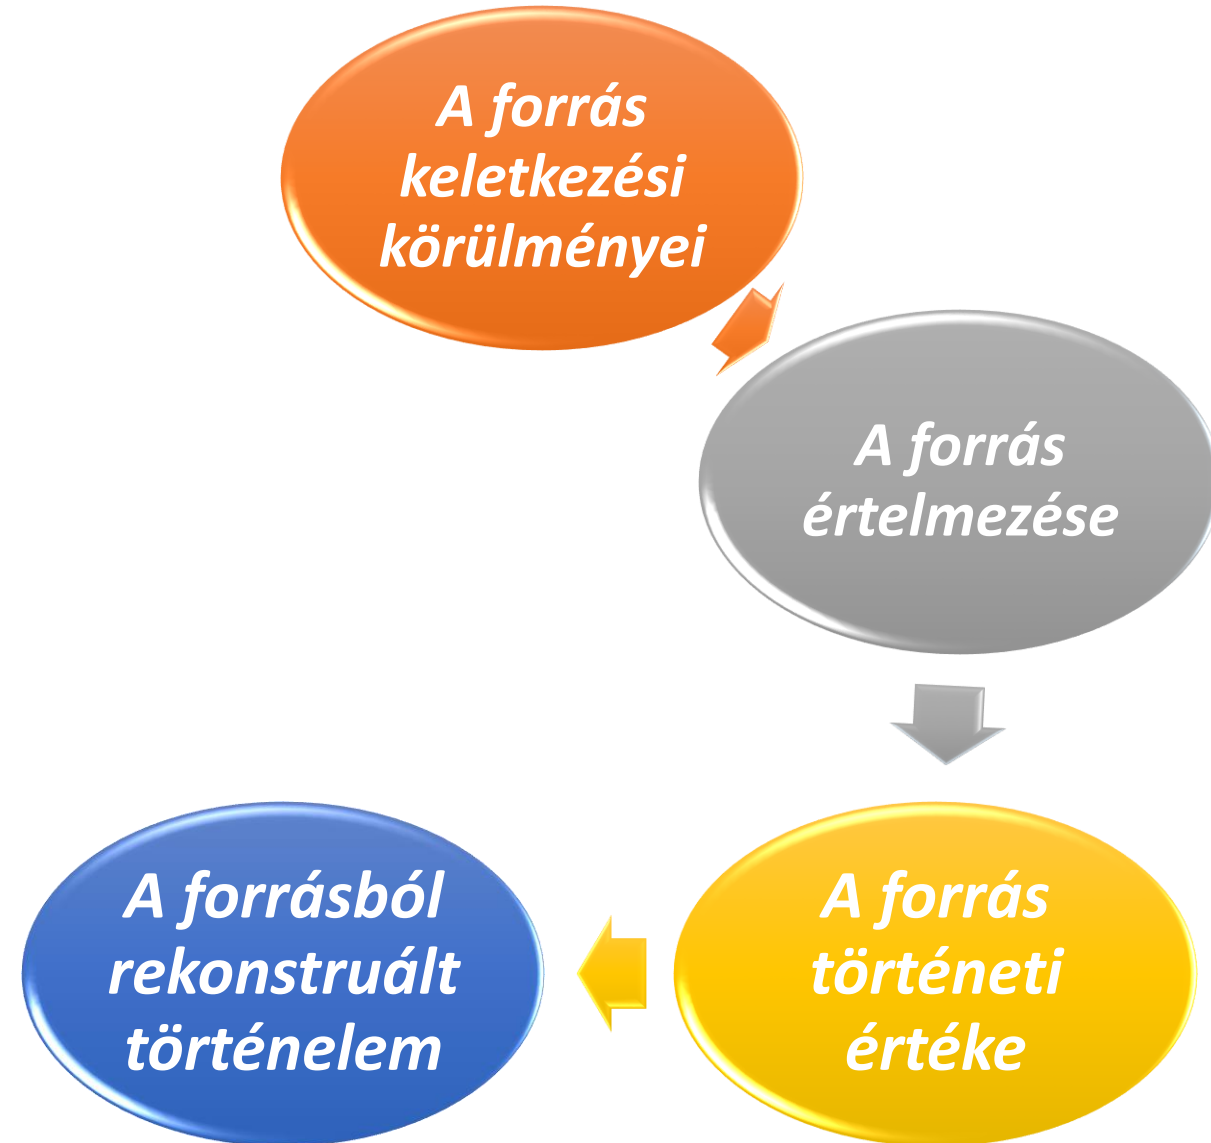 A forrás
keletkezési
körülményei
A forrás
értelmezése
A forrás
történeti
értéke
A forrásból
rekonstruált
történelem